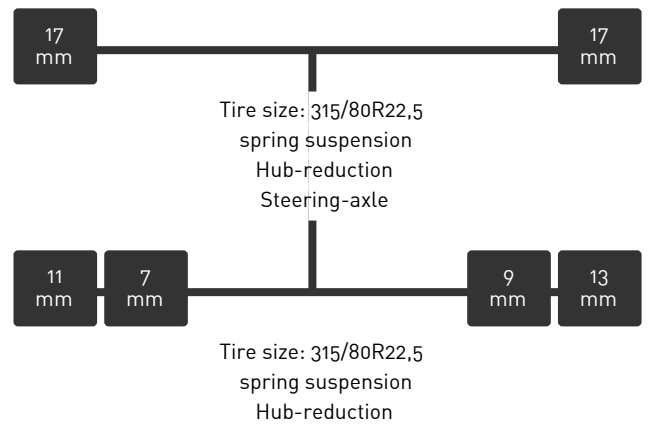 17
mm
17
mm
Tire size: 315/80R22,5
spring suspension
Hub-reduction
Steering-axle
11
mm
7
mm
9
mm
13
mm
Tire size: 315/80R22,5
spring suspension
Hub-reduction